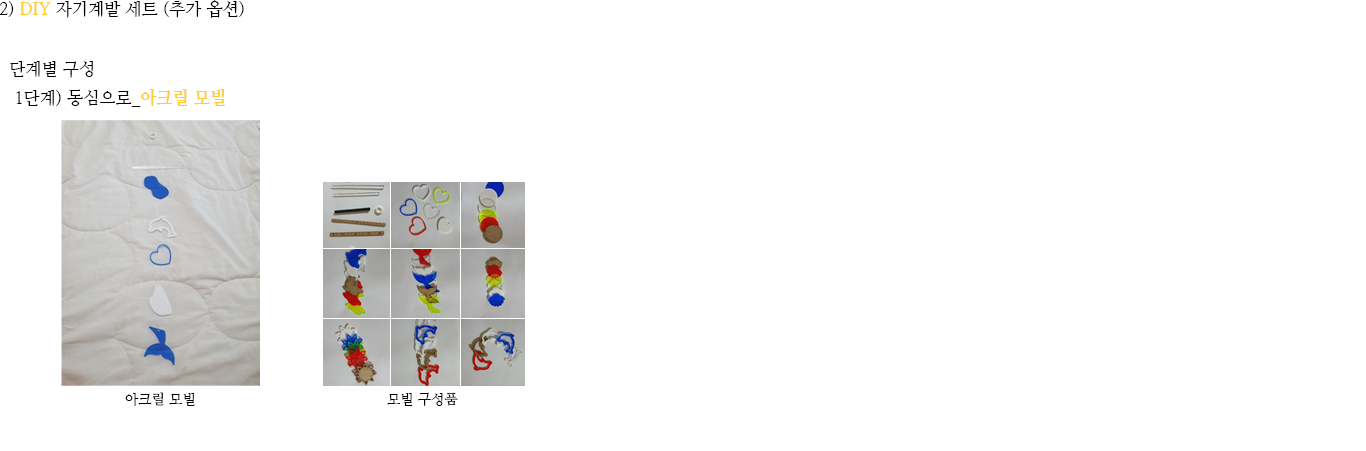 2) DIY 자기계발 세트 (추가 옵션)
단계별 구성
1단계) 동심으로_아크릴 모빌
아크릴 모빌
모빌 구성품